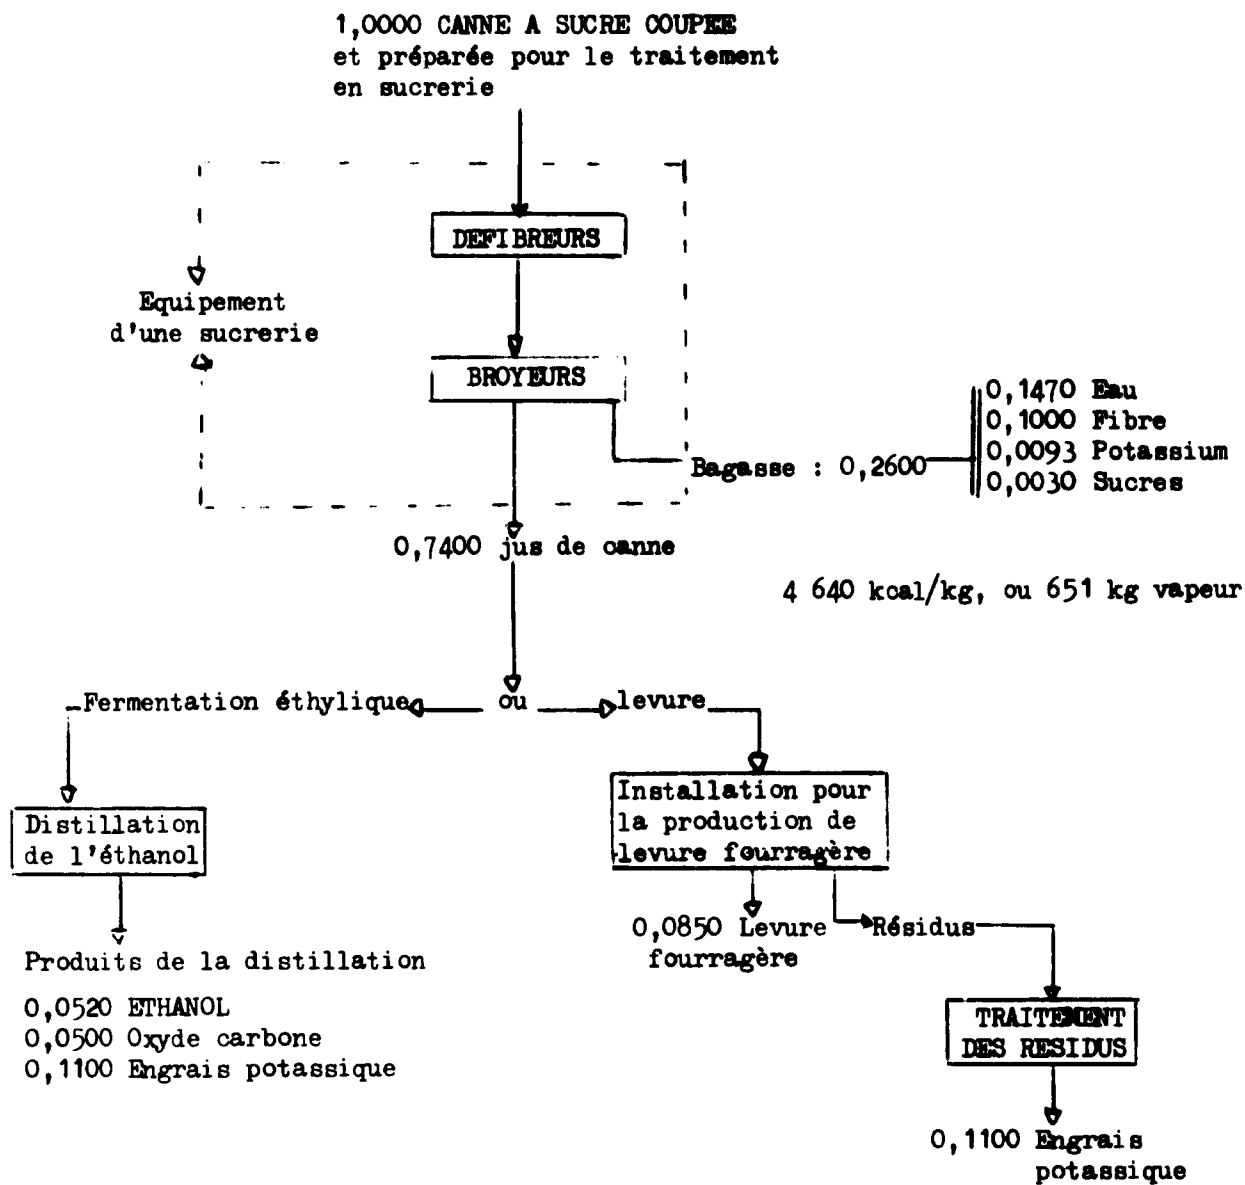 1,0000 CANNE A SUCRE COUPEE
et préparée pour le traitement
en sucrerie
DEFIBREURS
Equipement
d'une sucrerie
BROYEURS
0,1470 Eau
0,1000 Fibre
Bagasse : 0,2600
0,0093 Potassium
0,0030 Sucres
0,7400 jus de canne
4 640 kcal/kg, ou 651 kg vapeur
Fermentation éthylique ou levure
Distillation
de l'éthanol
Installation pour
la production de
levure fourragère
0,0850 Levure
fourragère
Résidus
Produits de la distillation
0,0520 ETHANOL
0,0500 Oxyde carbone
0,1100 Engrais potassique
TRAITEMENT
DES RESIDUS
0,1100 Engrais
potassique